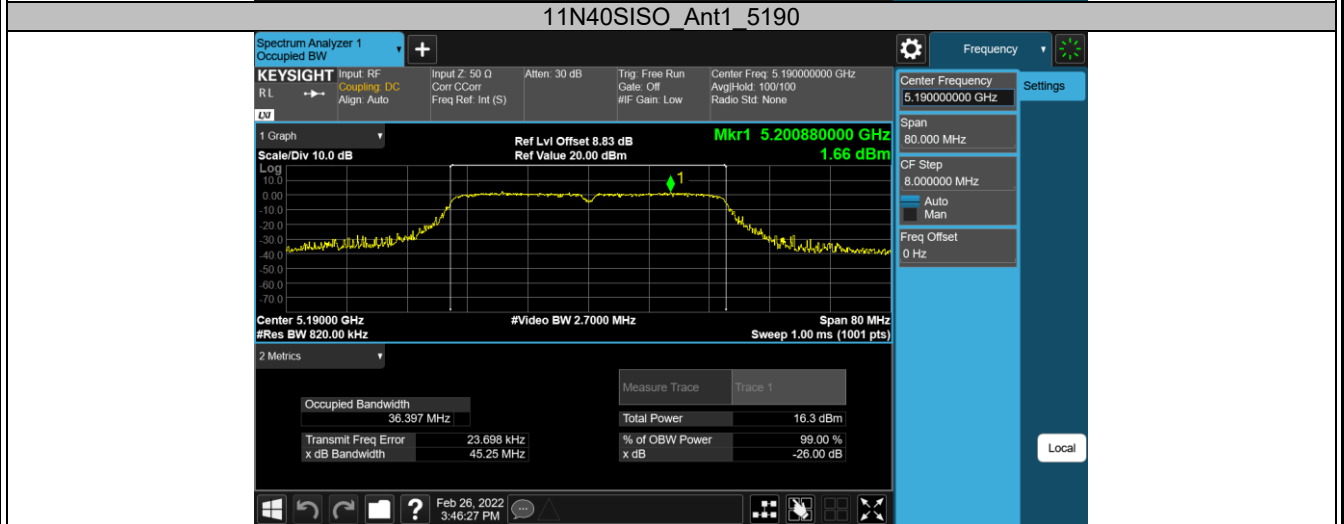 11N40SISO_Ant1_5190
Spectrum Analyzer 1
Occupied BW
+
Frequency
KEYSIGHT
RL
LXI
Input: RF
Coupling: DC
Align: Auto
Input Z: 50 Ω
Corr CCorr
Freq Ref: Int (S)
Atten: 30 dB
Trig: Free Run
Gate: Off
#IF Gain: Low
Center Freq: 5.190000000 GHz
Avg|Hold: 100/100
Radio Std: None
Center Frequency
5.190000000 GHz
Settings
Span
80.000 MHz
CF Step
8.000000 MHz
Auto
Man
Freq Offset
0 Hz
1 Graph
Scale/Div 10.0 dB
Ref Lvl Offset 8.83 dB
Ref Value 20.00 dBm
Mkr1 5.200880000 GHz
1.66 dBm
Log
10.0
0.00
-10.0
-20.0
-30.0
-40.0
-50.0
-60.0
-70.0
1
Center 5.19000 GHz
#Res BW 820.00 kHz
#Video BW 2.7000 MHz
Span 80 MHz
Sweep 1.00 ms (1001 pts)
2 Metrics
Measure Trace
Trace 1
Occupied Bandwidth
36.397 MHz
Total Power
16.3 dBm
Transmit Freq Error
23.698 kHz
% of OBW Power
99.00 %
x dB Bandwidth
45.25 MHz
x dB
-26.00 dB
Local
?
Feb 26, 2022
3:46:27 PM